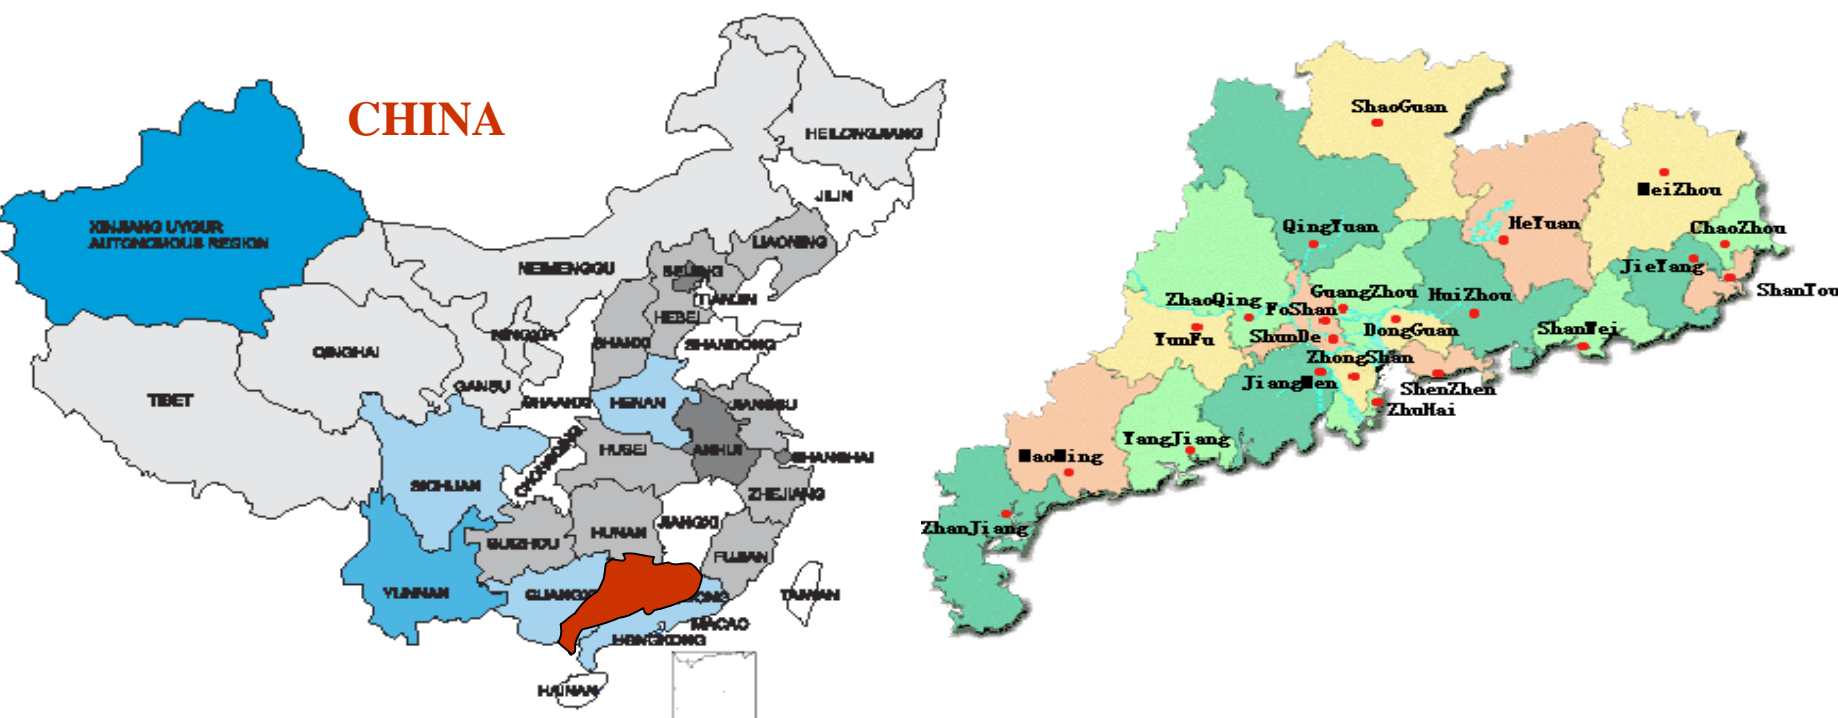 CHINA
HEILONGJIANG
JILIN
XINJIANG UYGUR
AUTONOMOUS REGION
LIAONING
NEIMENGGU
BEIJING
TIANJIN
HEBEI
NINGXIA
SHANXI
SHANDONG
QINGHAI
GANSU
TIBET
SHAANXI
HENAN
JIANGSU
HUBEI
ANHUI
SHANGHAI
CHONGQING
SICHUAN
ZHEJIANG
JIANGXI
HUNAN
GUIZHOU
FUJIAN
YUNNAN
GUANGXI
DONG
TAIWAN
MACAO
HONGKONG
HAINAN
ShaoGuan
MeiZhou
QingYuan
HeYuan
ChaoZhou
JieYang
ShanTou
ZhaoQing
GuangZhou
HuiZhou
FoShan
YunFu
ShunDe
DongGuan
ShanWei
ZhongShan
JiangMen
ShenZhen
ZhuHai
YangJiang
MaoMing
ZhanJiang